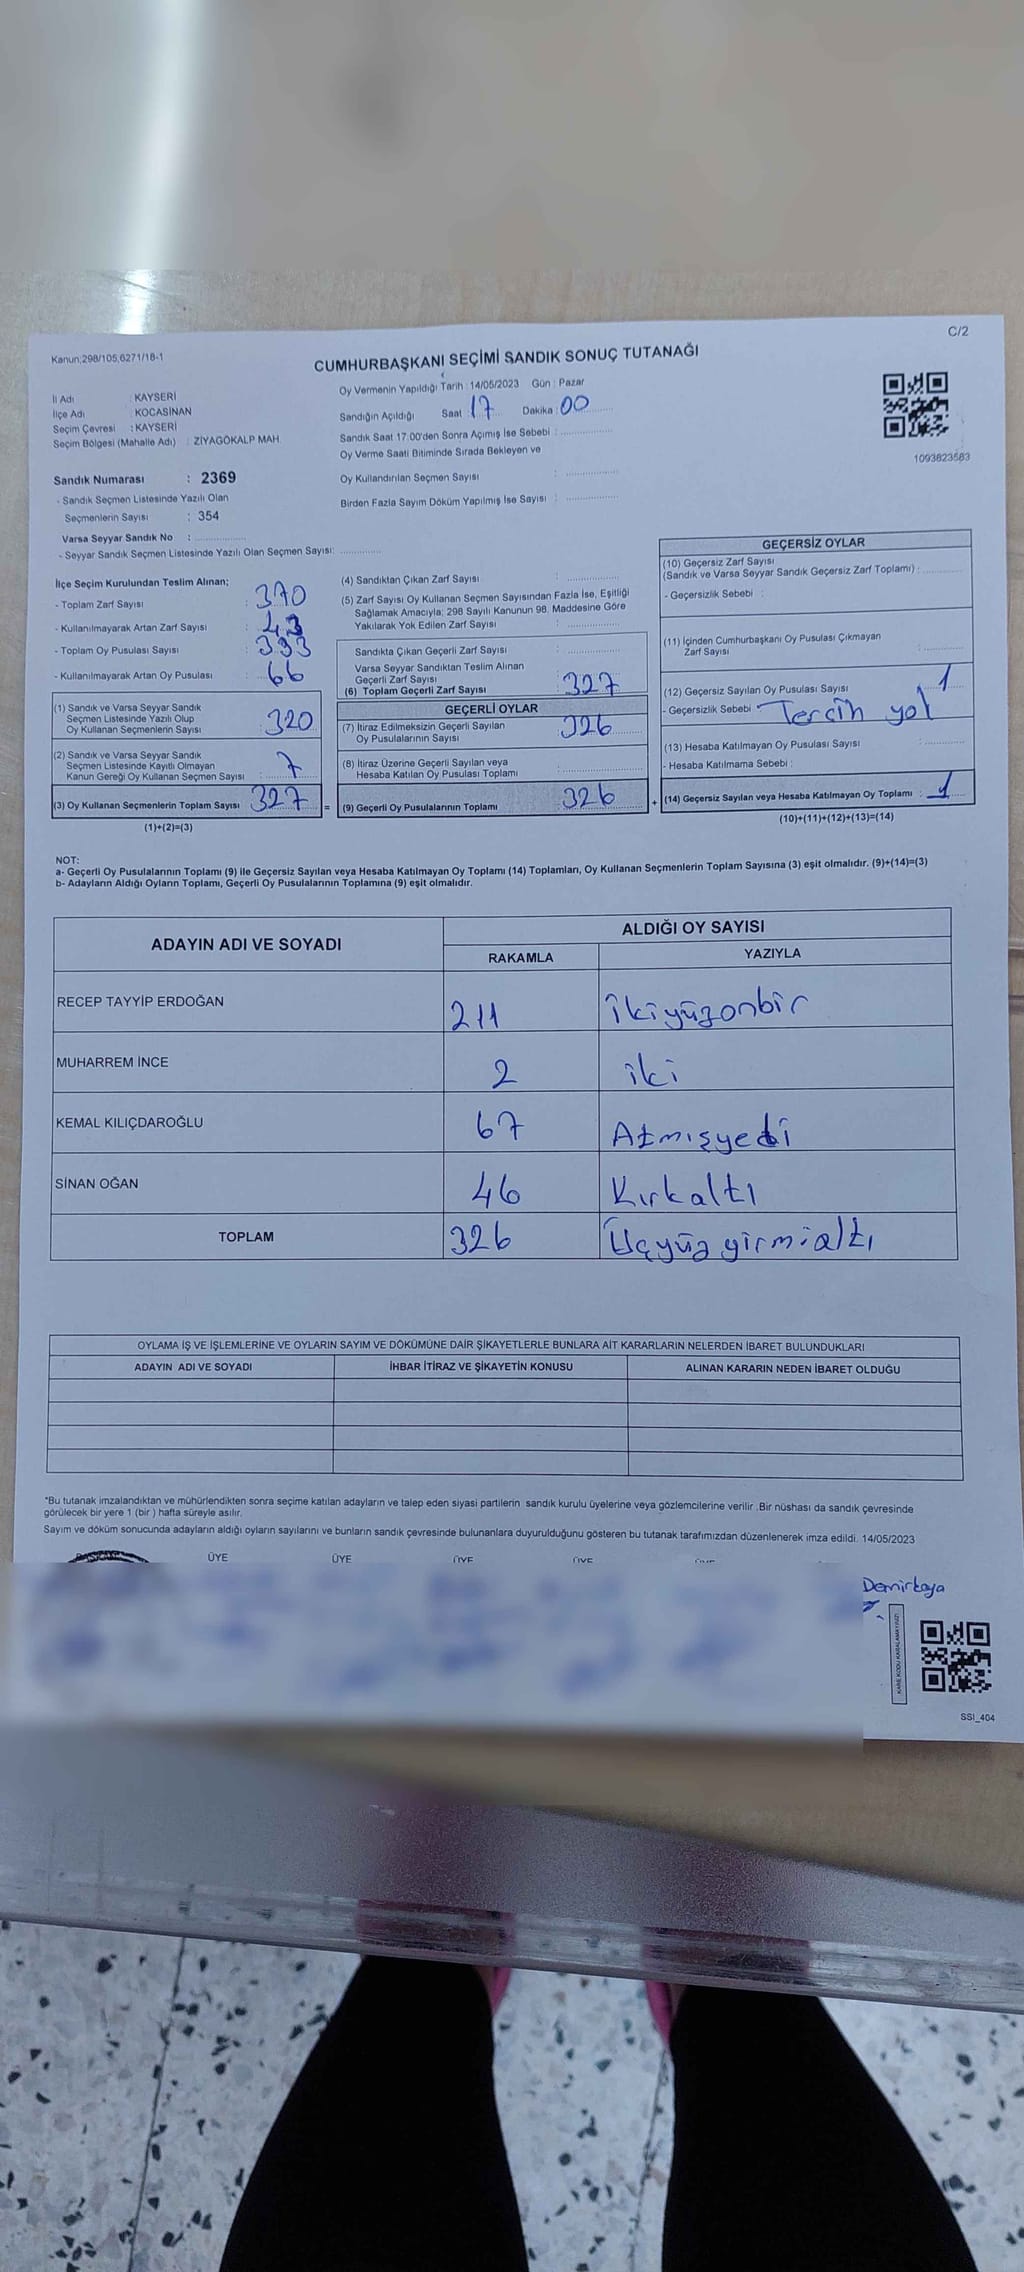 C/2
Kanun;298/105,6271/18-1
CUMHURBAŞKANI SEÇİMİ SANDIK SONUÇ TUTANAĞI
İl Adı : KAYSERİ
İlçe Adı : KOCASİNAN
Seçim Çevresi : KAYSERİ
Seçim Bölgesi (Mahalle Adı) : ZİYAGÖKALP MAH.
Oy Vermenin Yapıldığı Tarih : 14/05/2023 Gün : Pazar
Sandığın Açıldığı Saat : 17 Dakika : 00
Sandık Saat 17.00'den Sonra Açımış İse Sebebi :
Oy Verme Saati Bitiminde Sırada Bekleyen ve
Oy Kullandırılan Seçmen Sayısı :
Birden Fazla Sayım Döküm Yapılmış İse Sayısı :
1093823583
Sandık Numarası : 2369
- Sandık Seçmen Listesinde Yazılı Olan
Seçmenlerin Sayısı : 354
Varsa Seyyar Sandık No :
- Seyyar Sandık Seçmen Listesinde Yazılı Olan Seçmen Sayısı:
İlçe Seçim Kurulundan Teslim Alınan;
- Toplam Zarf Sayısı : 370
- Kullanılmayarak Artan Zarf Sayısı : 43
- Toplam Oy Pusulası Sayısı : 393
- Kullanılmayarak Artan Oy Pusulası : 66
(1) Sandık ve Varsa Seyyar Sandık
Seçmen Listesinde Yazılı Olup
Oy Kullanan Seçmenlerin Sayısı : 320
(2) Sandık ve Varsa Seyyar Sandık
Seçmen Listesinde Kayıtlı Olmayan
Kanun Gereği Oy Kullanan Seçmen Sayısı : 7
(3) Oy Kullanan Seçmenlerin Toplam Sayısı : 327
(1)+(2)=(3)
(4) Sandıktan Çıkan Zarf Sayısı :
(5) Zarf Sayısı Oy Kullanan Seçmen Sayısından Fazla İse, Eşitliği
Sağlamak Amacıyla; 298 Sayılı Kanunun 98. Maddesine Göre
Yakılarak Yok Edilen Zarf Sayısı :
Sandıkta Çıkan Geçerli Zarf Sayısı :
Varsa Seyyar Sandıktan Teslim Alınan
Geçerli Zarf Sayısı
(6) Toplam Geçerli Zarf Sayısı : 327
GEÇERLİ OYLAR
(7) İtiraz Edilmeksizin Geçerli Sayılan
Oy Pusulalarının Sayısı : 326
(8) İtiraz Üzerine Geçerli Sayılan veya
Hesaba Katılan Oy Pusulası Toplamı :
= (9) Geçerli Oy Pusulalarının Toplamı : 326
GEÇERSİZ OYLAR
(10) Geçersiz Zarf Sayısı
(Sandık ve Varsa Seyyar Sandık Geçersiz Zarf Toplamı) :
- Geçersizlik Sebebi :
(11) İçinden Cumhurbaşkanı Oy Pusulası Çıkmayan
Zarf Sayısı :
(12) Geçersiz Sayılan Oy Pusulası Sayısı : 1
- Geçersizlik Sebebi : Tercih yok
(13) Hesaba Katılmayan Oy Pusulası Sayısı :
- Hesaba Katılmama Sebebi :
+ (14) Geçersiz Sayılan veya Hesaba Katılmayan Oy Toplamı : 1
(10)+(11)+(12)+(13)=(14)
NOT:
a- Geçerli Oy Pusulalarının Toplamı (9) ile Geçersiz Sayılan veya Hesaba Katılmayan Oy Toplamı (14) Toplamları, Oy Kullanan Seçmenlerin Toplam Sayısına (3) eşit olmalıdır. (9)+(14)=(3)
b- Adayların Aldığı Oyların Toplamı, Geçerli Oy Pusulalarının Toplamına (9) eşit olmalıdır.
ADAYIN ADI VE SOYADI
ALDIĞI OY SAYISI
RAKAMLA YAZIYLA
RECEP TAYYİP ERDOĞAN 211 ikiyüzonbir
MUHARREM İNCE 2 iki
KEMAL KILIÇDAROĞLU 67 Atmışyedi
SİNAN OĞAN 46 Kırkaltı
TOPLAM 326 Üçyüz yirmialtı
OYLAMA İŞ VE İŞLEMLERİNE VE OYLARIN SAYIM VE DÖKÜMÜNE DAİR ŞİKAYETLERLE BUNLARA AİT KARARLARIN NELERDEN İBARET BULUNDUKLARI
ADAYIN ADI VE SOYADI İHBAR İTİRAZ VE ŞİKAYETİN KONUSU ALINAN KARARIN NEDEN İBARET OLDUĞU
*Bu tutanak imzalandıktan ve mühürlendikten sonra seçime katılan adayların ve talep eden siyasi partilerin sandık kurulu üyelerine veya gözlemcilerine verilir .Bir nüshası da sandık çevresinde
görülecek bir yere 1 (bir ) hafta süreyle asılır.
Sayım ve döküm sonucunda adayların aldığı oyların sayılarını ve bunların sandık çevresinde bulunanlara duyurulduğunu gösteren bu tutanak tarafımızdan düzenlenerek imza edildi. 14/05/2023
BAŞKAN ÜYE ÜYE ÜYE ÜYE
Demirkaya
KARE KODU KARALAMAYINIZ!
SSI_404